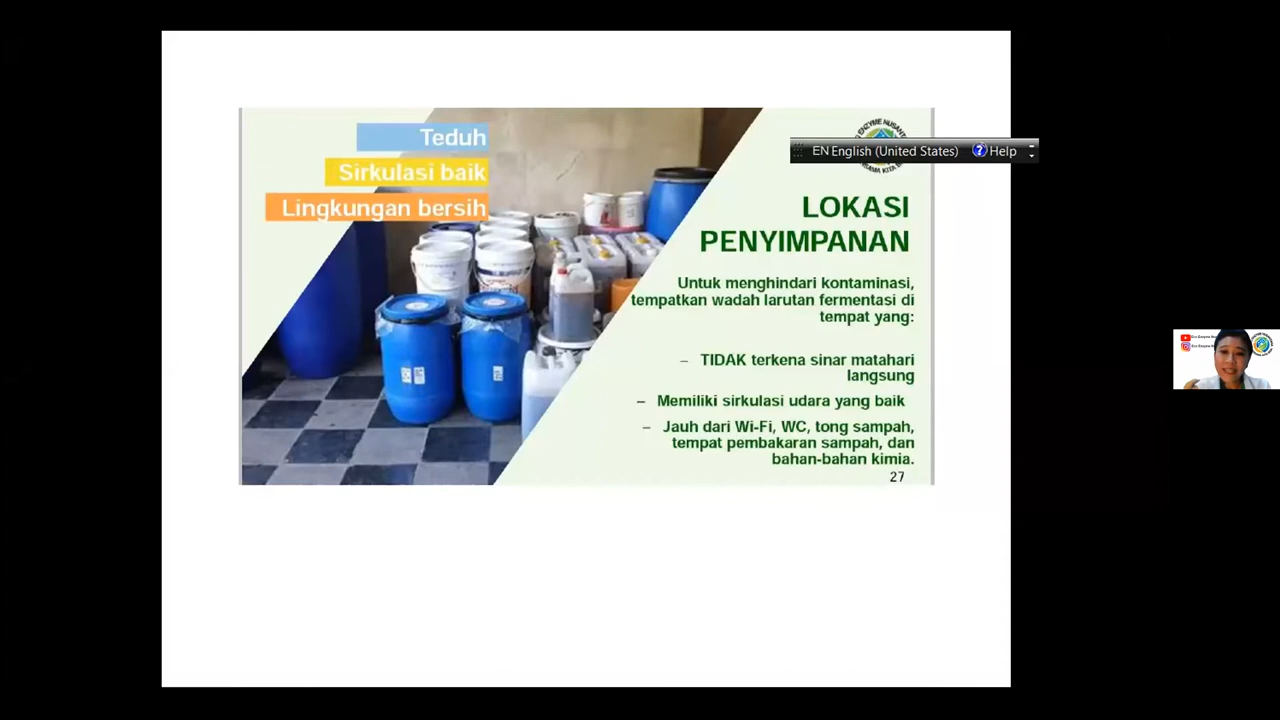 Teduh
Sirkulasi baik
Lingkungan bersih
EN English (United States) Help
LOKASI
PENYIMPANAN
Untuk menghindari kontaminasi,
tempatkan wadah larutan fermentasi di
tempat yang:
– TIDAK terkena sinar matahari
langsung
– Memiliki sirkulasi udara yang baik
– Jauh dari Wi-Fi, WC, tong sampah,
tempat pembakaran sampah, dan
bahan-bahan kimia.
27